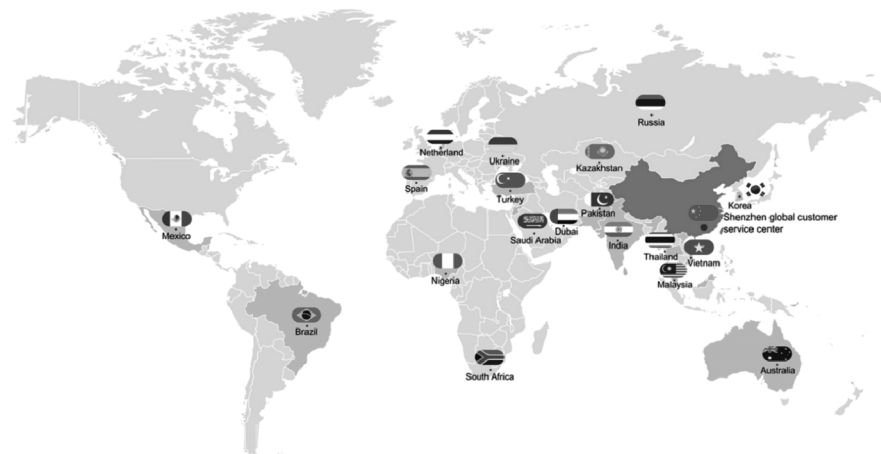 Russia
Netherland
Ukraine
Kazakhstan
Spain
Turkey
Pakistan
Korea
Shenzhen global customer
service center
Mexico
Saudi Arabia
Dubai
India
Thailand
Vietnam
Nigeria
Malaysia
Brazil
South Africa
Australia